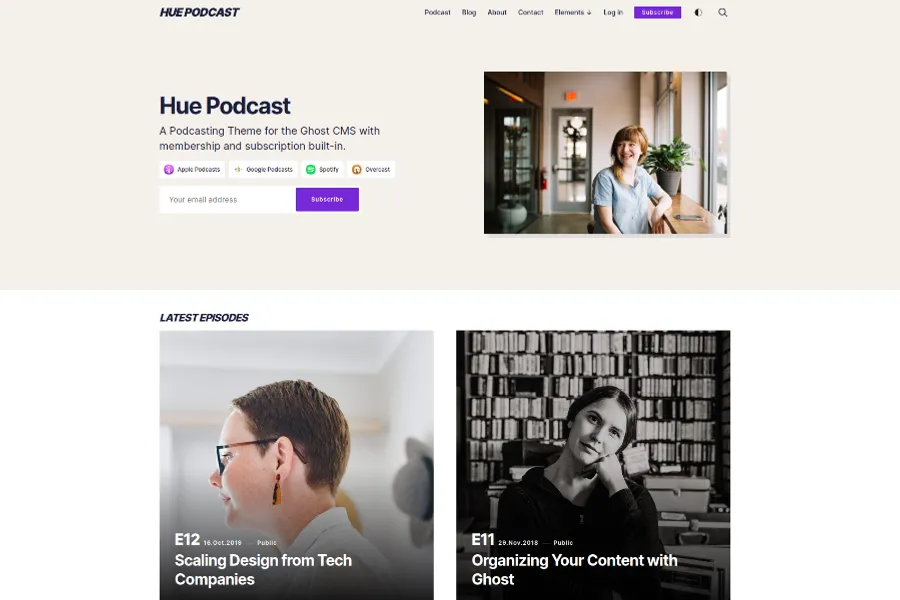 HUE PODCAST
Podcast Blog About Contact Elements ↓ Log in Subscribe
Hue Podcast
A Podcasting Theme for the Ghost CMS with
membership and subscription built-in.
Apple Podcasts Google Podcasts Spotify Overcast
Your email address Subscribe
LATEST EPISODES
E12 16.Oct.2019 — Public
Scaling Design from Tech
Companies
E11 29.Nov.2018 — Public
Organizing Your Content with
Ghost